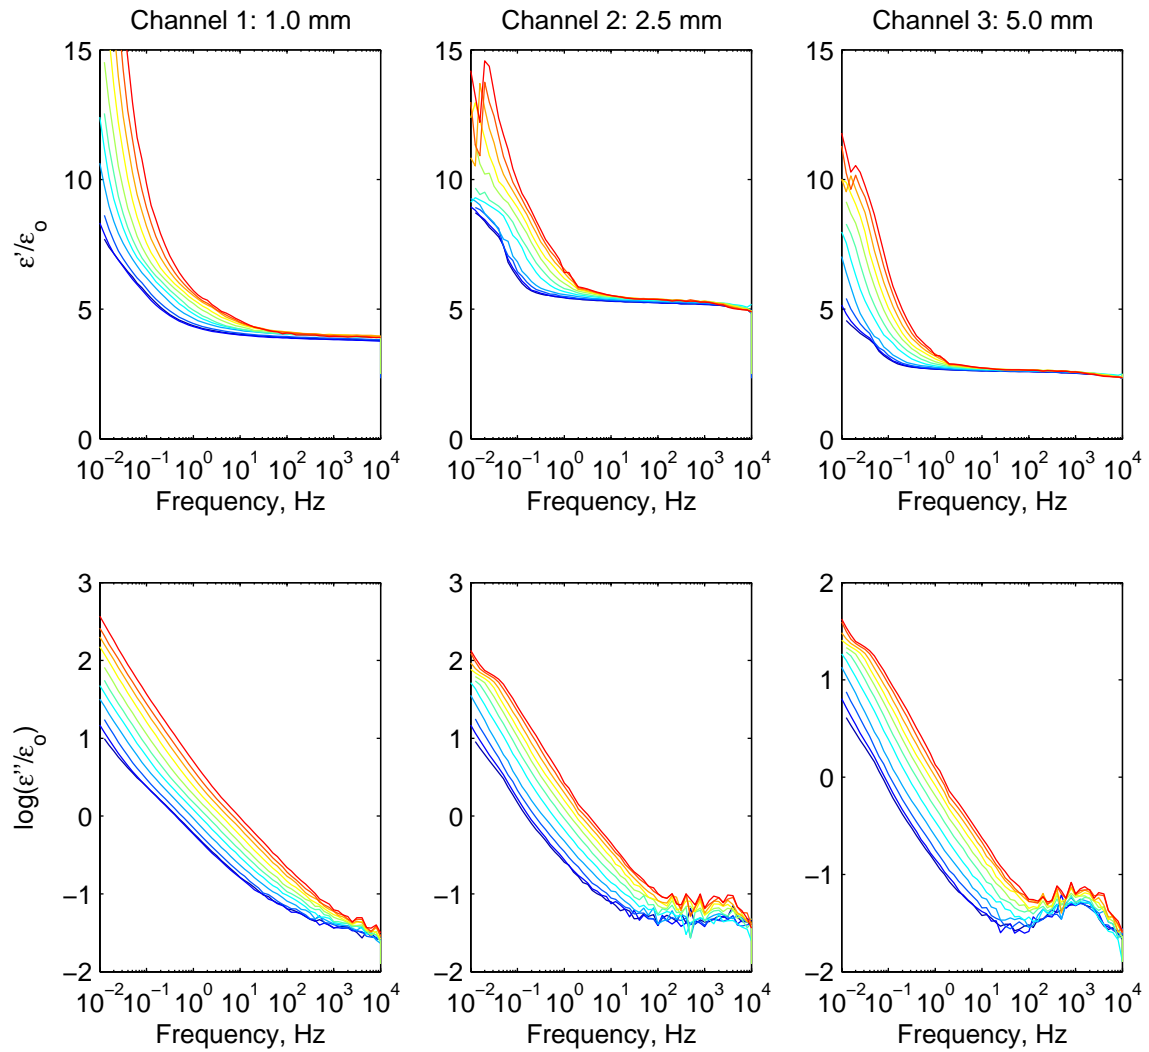 Channel 1: 1.0 mm
Channel 2: 2.5 mm
Channel 3: 5.0 mm
15
10
5
0
ε'/ε₀
10⁻² 10⁻¹ 10⁰ 10¹ 10² 10³ 10⁴
Frequency, Hz
15
10
5
0
10⁻² 10⁻¹ 10⁰ 10¹ 10² 10³ 10⁴
Frequency, Hz
15
10
5
0
10⁻² 10⁻¹ 10⁰ 10¹ 10² 10³ 10⁴
Frequency, Hz
3
2
1
0
−1
−2
log(ε''/ε₀)
10⁻² 10⁻¹ 10⁰ 10¹ 10² 10³ 10⁴
Frequency, Hz
3
2
1
0
−1
−2
10⁻² 10⁻¹ 10⁰ 10¹ 10² 10³ 10⁴
Frequency, Hz
2
1
0
−1
−2
10⁻² 10⁻¹ 10⁰ 10¹ 10² 10³ 10⁴
Frequency, Hz